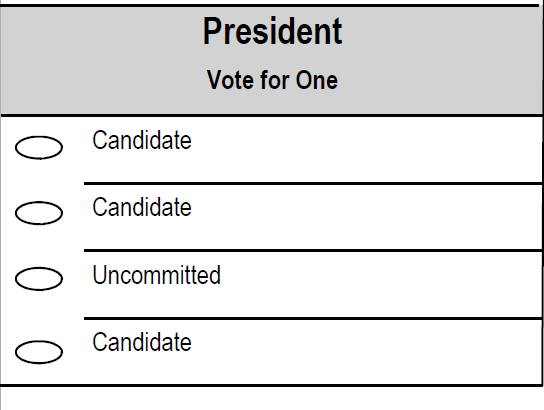 President
Vote for One
Candidate
Candidate
Uncommitted
Candidate